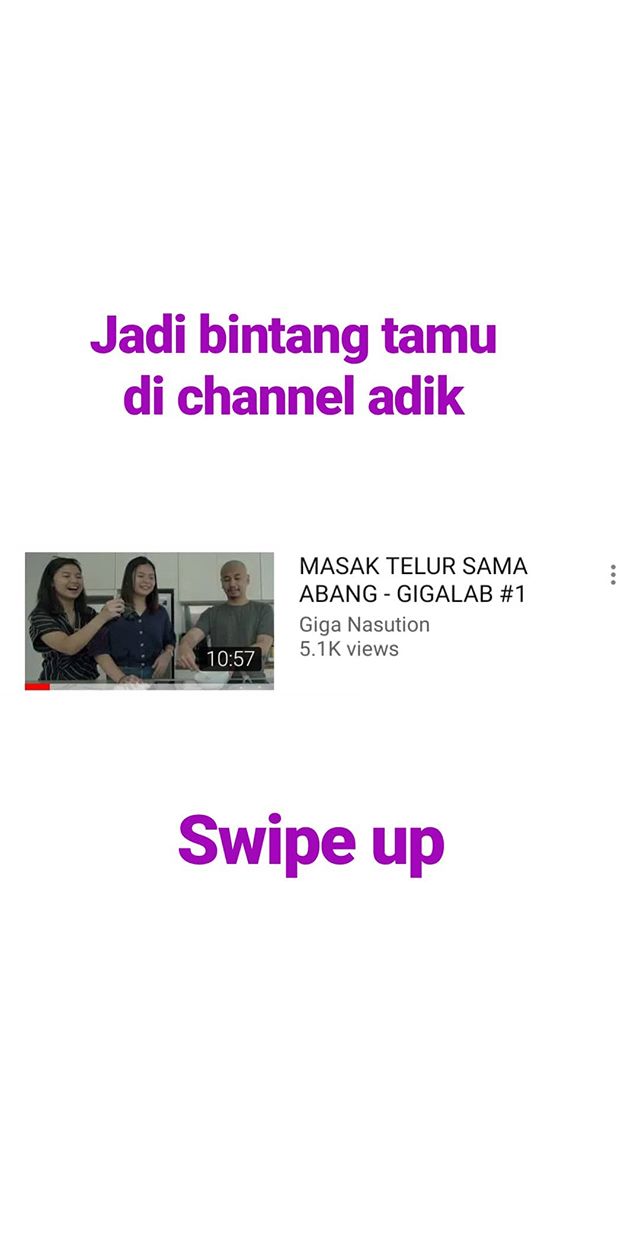 Jadi bintang tamu
di channel adik
MASAK TELUR SAMA
ABANG - GIGALAB #1
Giga Nasution
5.1K views
10:57
Swipe up